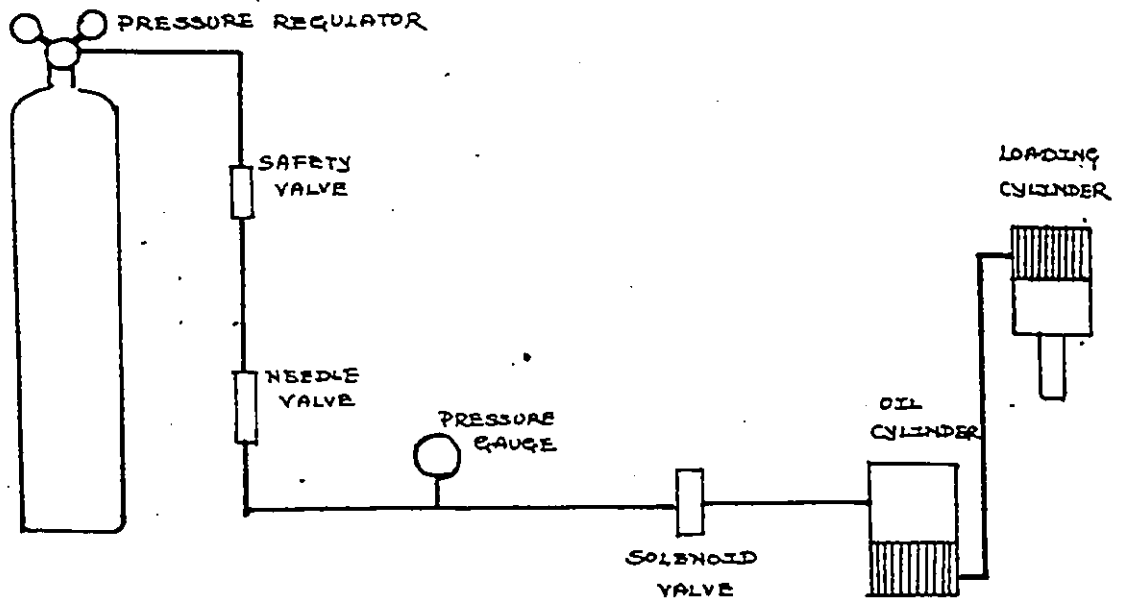 PRESSURE REGULATOR
SAFETY
VALVE
LOADING
CYLINDER
NEEDLE
VALVE
PRESSURE
GAUGE
OIL
CYLINDER
SOLENOID
VALVE